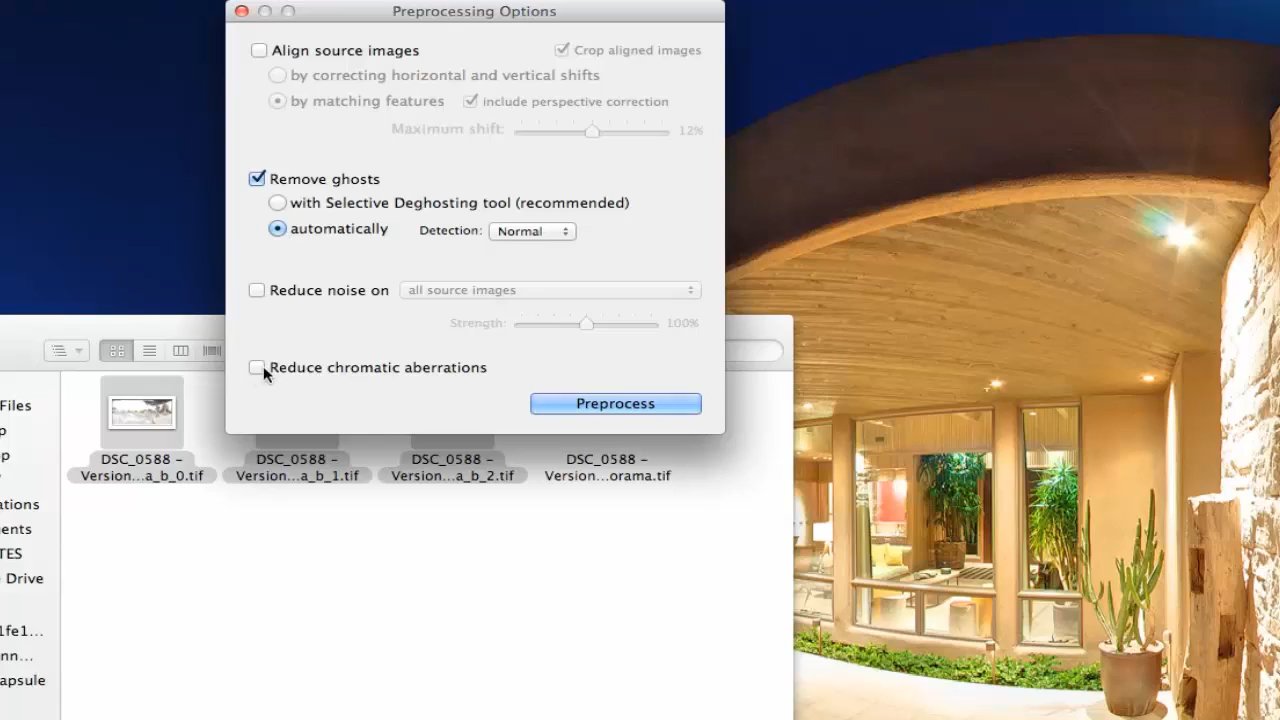 Preprocessing Options
Align source images
Crop aligned images
by correcting horizontal and vertical shifts
by matching features
include perspective correction
Maximum shift:
12%
Remove ghosts
with Selective Deghosting tool (recommended)
automatically
Detection:
Normal
Reduce noise on
all source images
Strength:
100%
Reduce chromatic aberrations
Preprocess
Files
p
op
ations
ents
TES
Drive
1fe1...
nn...
apsule
DSC_0588 –
Version...a_b_0.tif
DSC_0588 –
Version...a_b_1.tif
DSC_0588 –
Version...a_b_2.tif
DSC_0588 –
Version...orama.tif